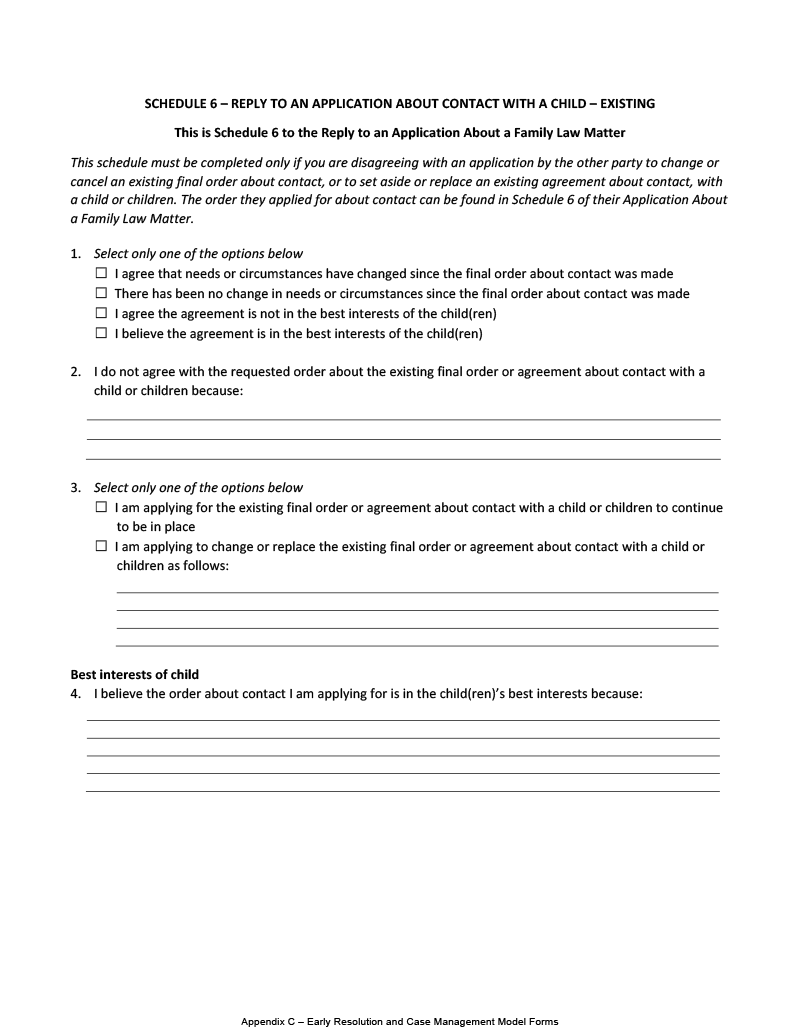 SCHEDULE 6 – REPLY TO AN APPLICATION ABOUT CONTACT WITH A CHILD – EXISTING
This is Schedule 6 to the Reply to an Application About a Family Law Matter
This schedule must be completed only if you are disagreeing with an application by the other party to change or
cancel an existing final order about contact, or to set aside or replace an existing agreement about contact, with
a child or children. The order they applied for about contact can be found in Schedule 6 of their Application About
a Family Law Matter.
1. Select only one of the options below
☐ I agree that needs or circumstances have changed since the final order about contact was made
☐ There has been no change in needs or circumstances since the final order about contact was made
☐ I agree the agreement is not in the best interests of the child(ren)
☐ I believe the agreement is in the best interests of the child(ren)
2. I do not agree with the requested order about the existing final order or agreement about contact with a
child or children because:
3. Select only one of the options below
☐ I am applying for the existing final order or agreement about contact with a child or children to continue
to be in place
☐ I am applying to change or replace the existing final order or agreement about contact with a child or
children as follows:
Best interests of child
4. I believe the order about contact I am applying for is in the child(ren)’s best interests because:
Appendix C – Early Resolution and Case Management Model Forms